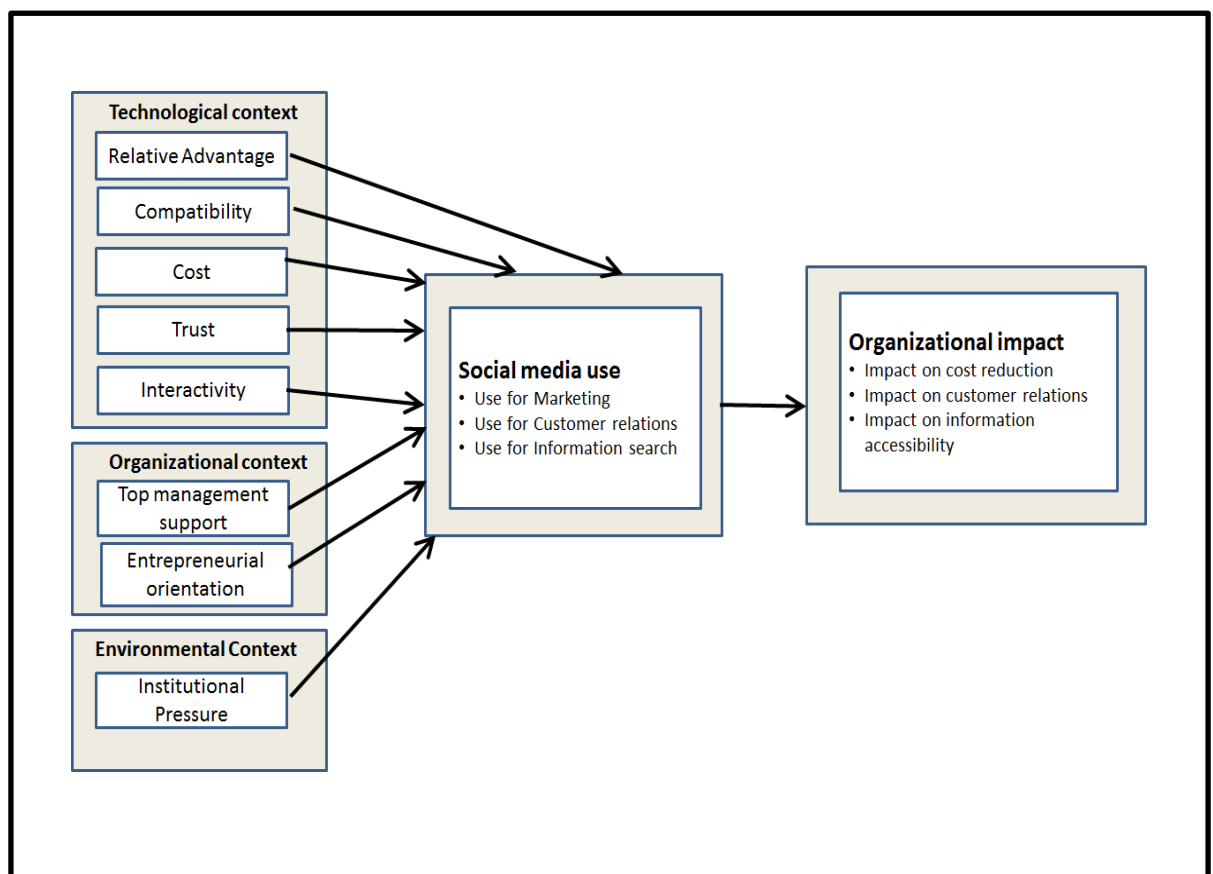 Technological context
Relative Advantage
Compatibility
Cost
Trust
Interactivity
Organizational context
Top management
support
Entrepreneurial
orientation
Environmental Context
Institutional
Pressure
Social media use
• Use for Marketing
• Use for Customer relations
• Use for Information search
Organizational impact
• Impact on cost reduction
• Impact on customer relations
• Impact on information
accessibility